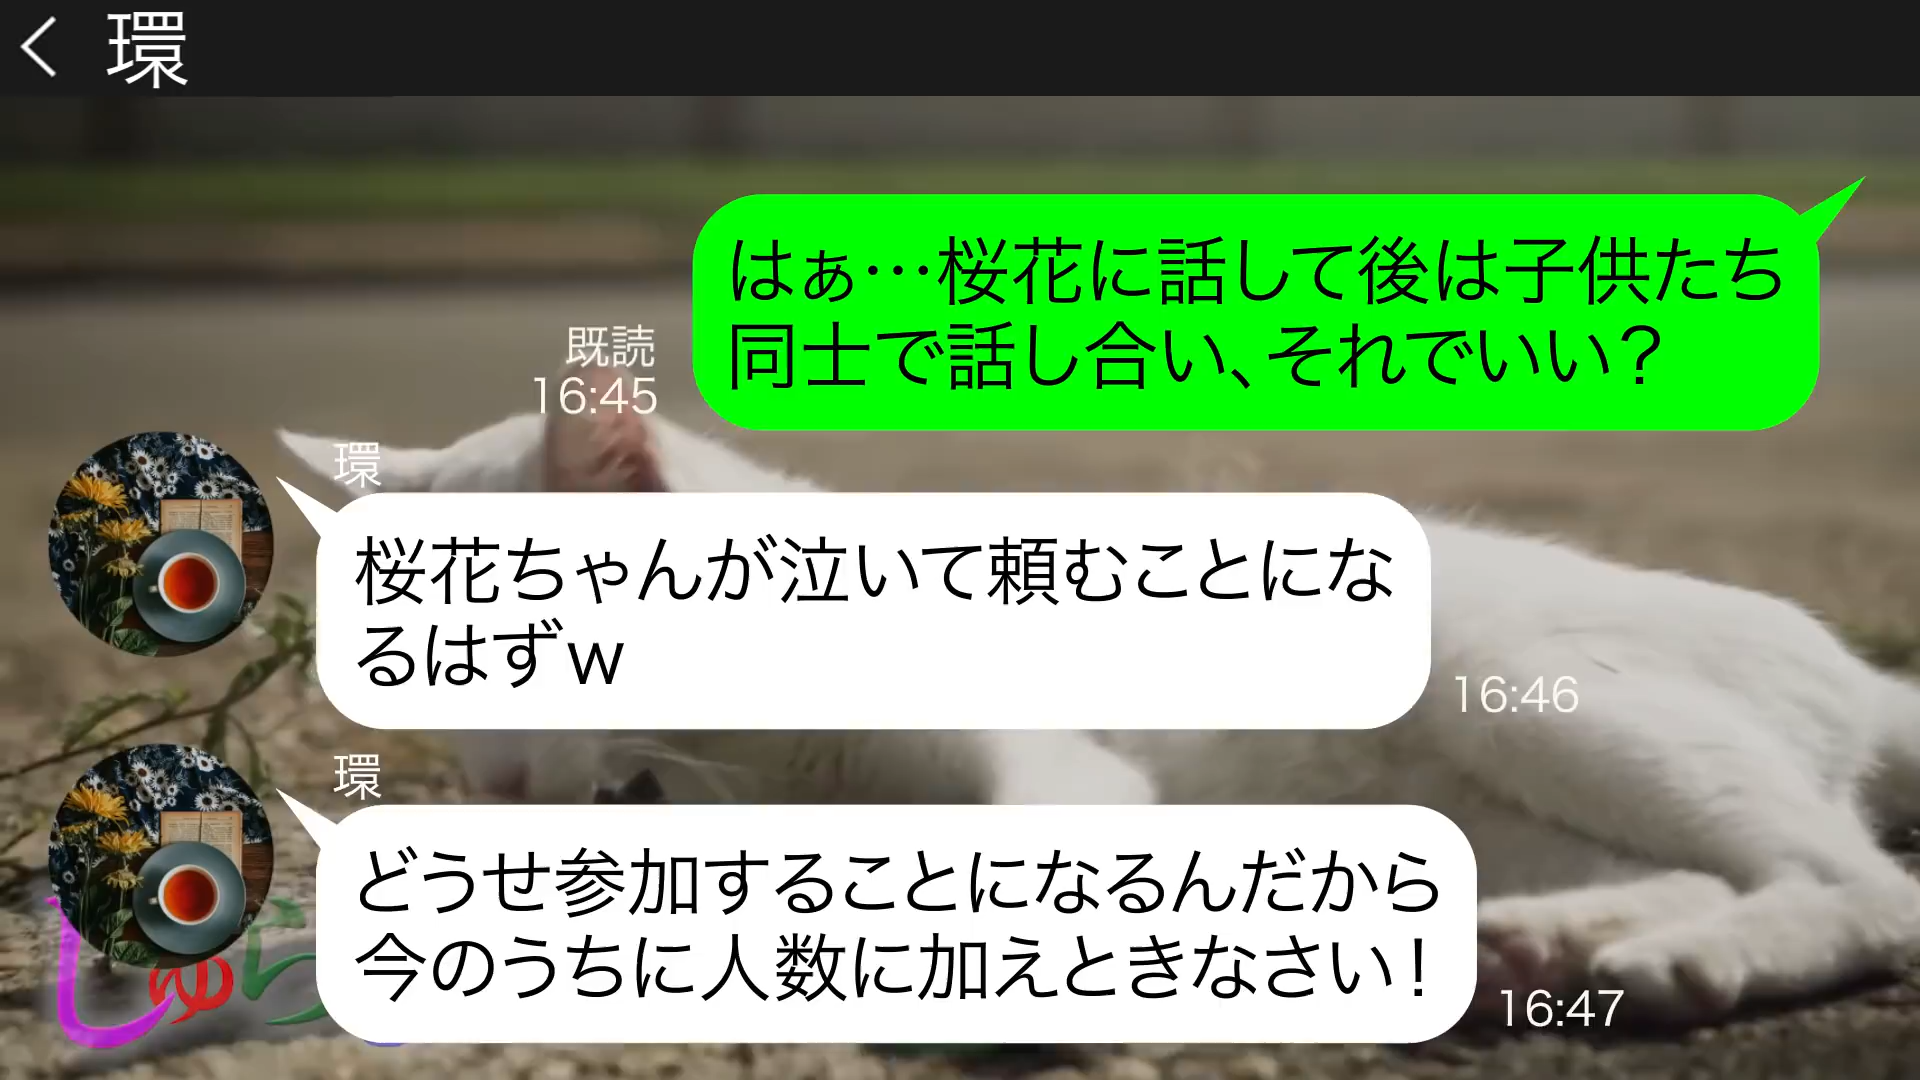 環
はぁ…桜花に話して後は子供たち
同士で話し合い、それでいい？
既読
16:45
環
桜花ちゃんが泣いて頼むことにな
るはずw
16:46
環
どうせ参加することになるんだから
今のうちに人数に加えときなさい！
16:47
しゅら